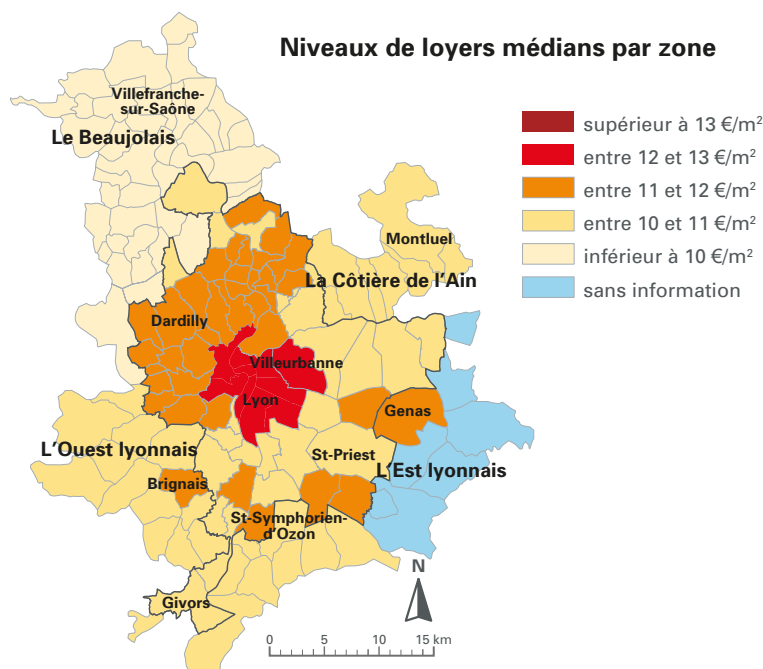 Niveaux de loyers médians par zone
supérieur à 13 €/m²
entre 12 et 13 €/m²
entre 11 et 12 €/m²
entre 10 et 11 €/m²
inférieur à 10 €/m²
sans information
Villefranche-
sur-Saône
Le Beaujolais
Montluel
La Côtière de l'Ain
Dardilly
Villeurbanne
Lyon
Genas
L'Ouest lyonnais
St-Priest
L'Est lyonnais
Brignais
St-Symphorien-
d'Ozon
Givors
N
0 5 10 15 km